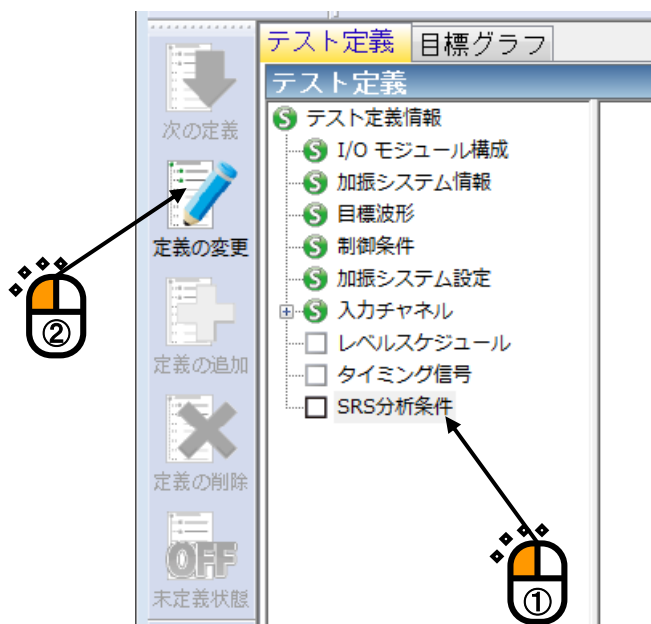 テスト定義 目標グラフ
テスト定義
次の定義
定義の変更
定義の追加
定義の削除
OFF
未定義状態
S テスト定義情報
S I/O モジュール構成
S 加振システム情報
S 目標波形
S 制御条件
S 加振システム設定
S 入力チャネル
レベルスケジュール
タイミング信号
SRS分析条件
②
①